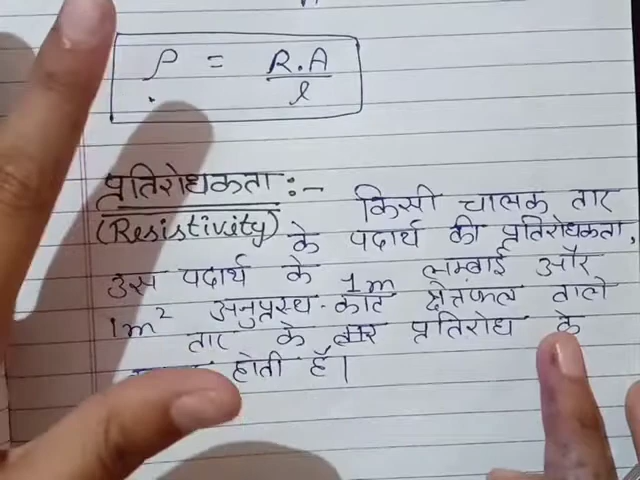 ρ = R.A / l
प्रतिरोधकता :- किसी चालक तार
(Resistivity) के पदार्थ की प्रतिरोधकता,
उस पदार्थ के 1m लम्बाई और
1m² अनुप्रस्थ-काट क्षेत्रफल वाले
तार के प्रतिरोध के
होती है।